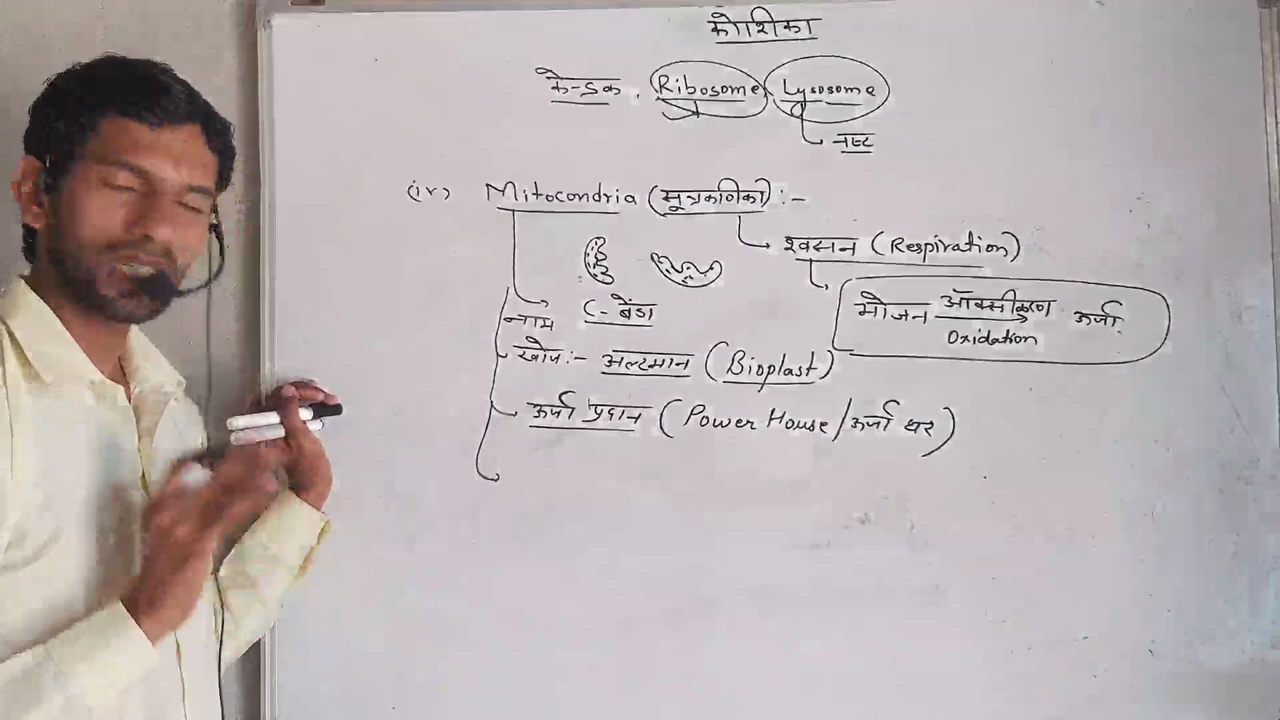 कोशिका
केन्द्रक, Ribosome, Lysosome
नष्ट
(iv) Mitocondria (सूत्रकणिका) :-
श्वसन (Respiration)
भोजन ऑक्सीकरण ऊर्जा
Oxidation
नाम C- बेंडा
खोज :- अल्टमान (Bioplast)
ऊर्जा प्रदान (Power House/ऊर्जा घर)